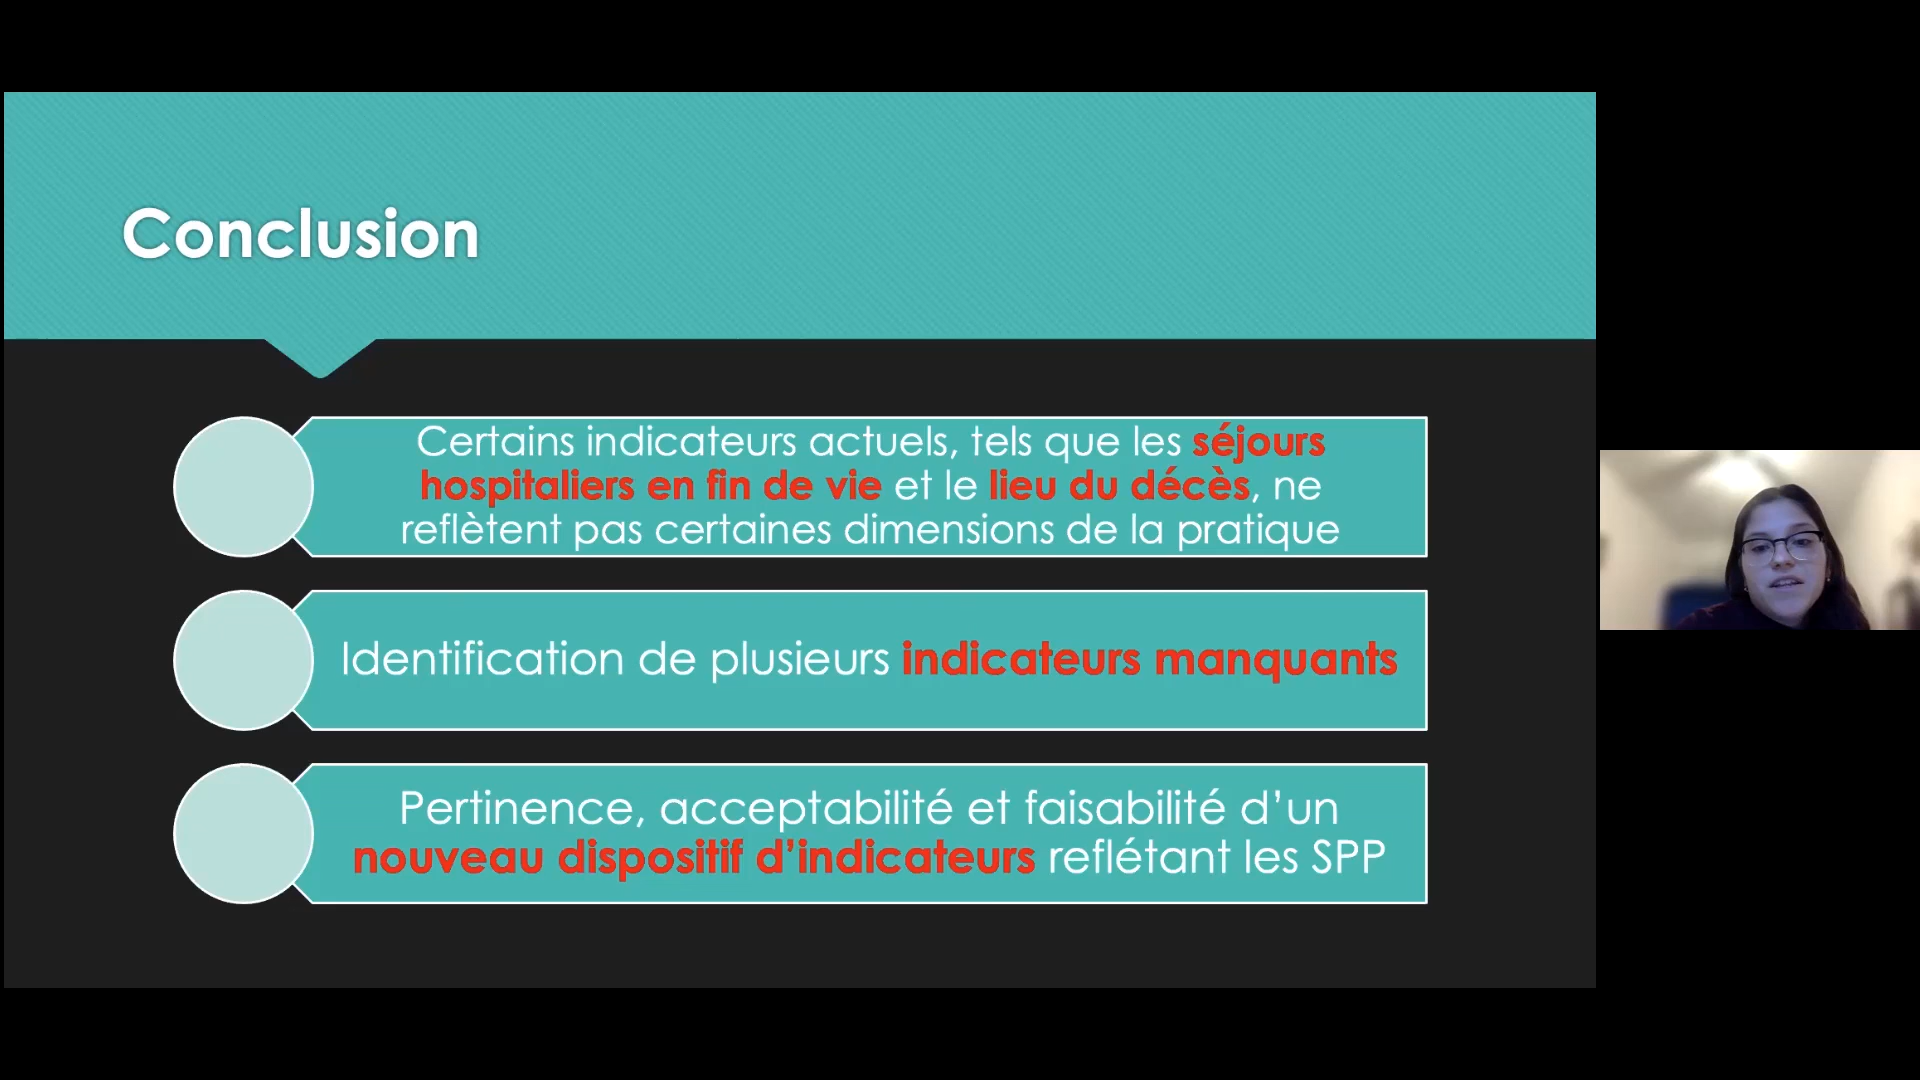 Conclusion
Certains indicateurs actuels, tels que les séjours
hospitaliers en fin de vie et le lieu du décès, ne
reflètent pas certaines dimensions de la pratique
Identification de plusieurs indicateurs manquants
Pertinence, acceptabilité et faisabilité d’un
nouveau dispositif d’indicateurs reflétant les SPP